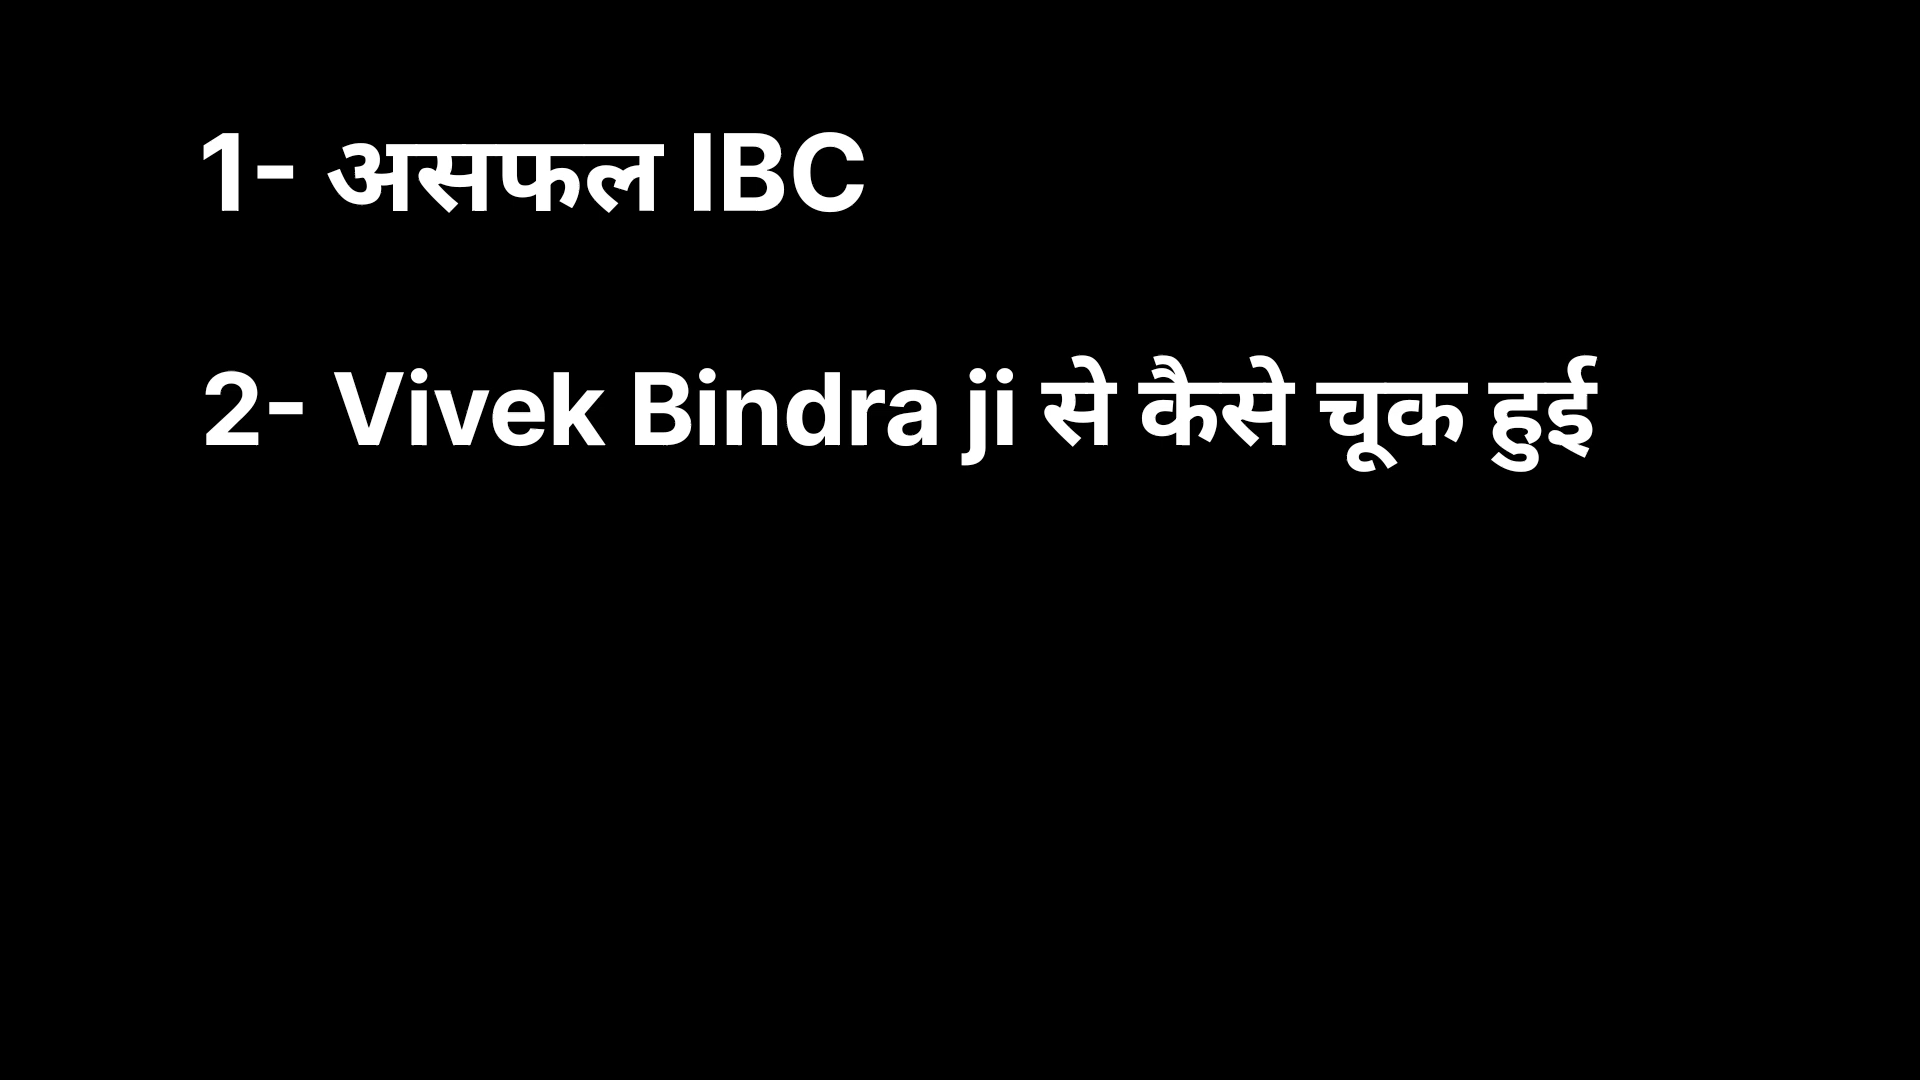 1- असफल IBC
2- Vivek Bindra ji से कैसे चूक हुई